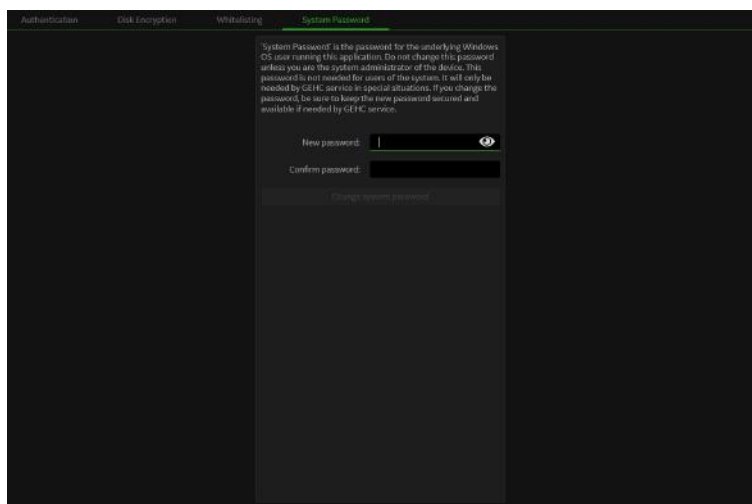 Authentication Disk Encryption Whitelisting System Password
'System Password' is the password for the underlying Windows
OS user running this application. Do not change this password
unless you are the system administrator of the device. This
password is not needed for users of the system. It will only be
needed by GEHC service in special situations. If you change the
password, be sure to keep the new password secured and
available if needed by GEHC service.
New password:
Confirm password:
Change system password